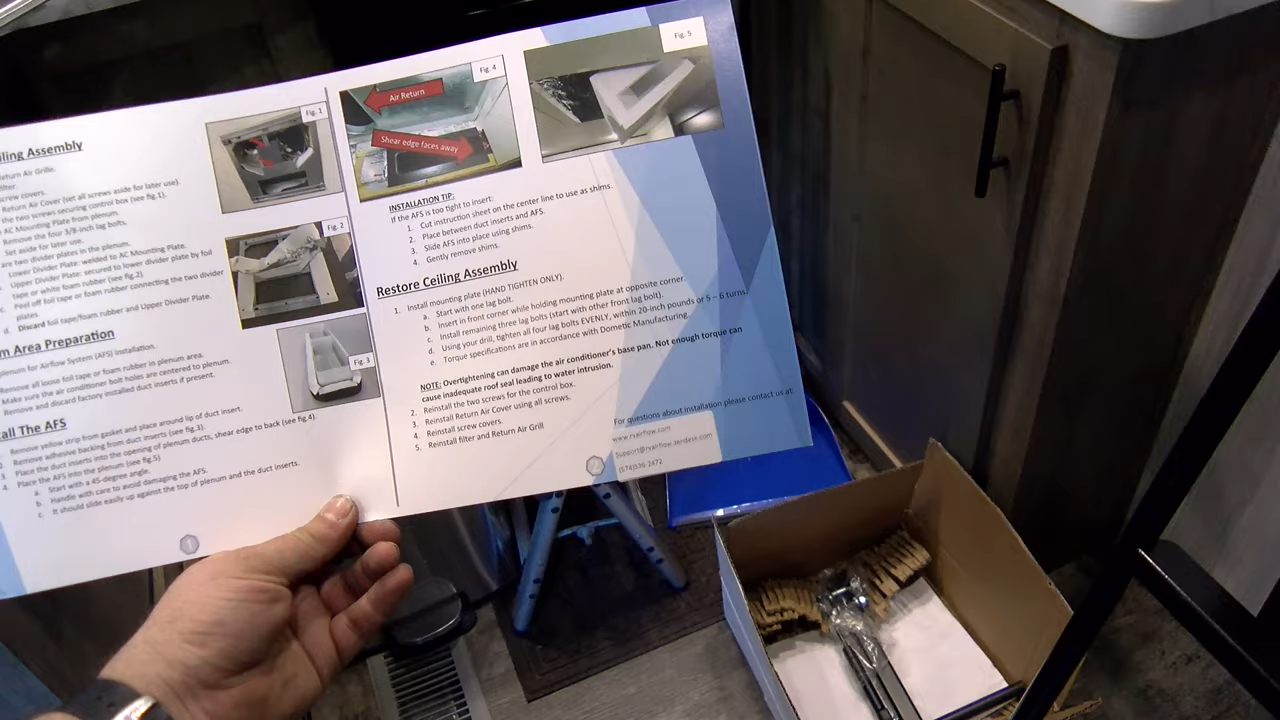 iling Assembly
Return Air Grille.
filter.
screw covers.
Return Air Cover (set all screws aside for later use).
the two screws securing control box (see fig.1).
AC Mounting Plate from plenum.
Remove the four 3/8-inch lag bolts.
Set aside for later use.
are two divider plates in the plenum.
Lower Divider Plate: welded to AC Mounting Plate.
Upper Divider Plate: secured to lower divider plate by foil
tape or white foam rubber (see fig.2).
c. Peel off foil tape or foam rubber connecting the two divider
plates.
d. Discard foil tape/foam rubber and Upper Divider Plate.
m Area Preparation
plenum for Airflow System (AFS) installation.
Remove all loose foil tape or foam rubber in plenum area.
Make sure the air conditioner bolt holes are centered to plenum.
Remove and discard factory installed duct inserts if present.
tall The AFS
Remove yellow strip from gasket and place around lip of duct insert.
Remove adhesive backing from duct inserts (see fig.3).
3. Place the duct inserts into the opening of plenum ducts, shear edge to back (see fig.4).
4. Place the AFS into the plenum (see fig.5)
a. Start with a 45-degree angle.
b. Handle with care to avoid damaging the AFS.
c. It should slide easily up against the top of plenum and the duct inserts.
1
Fig. 1
Fig. 2
Fig. 3
Fig. 4
Air Return
Shear edge faces away
Fig. 5
INSTALLATION TIP:
If the AFS is too tight to insert:
1. Cut instruction sheet on the center line to use as shims.
2. Place between duct inserts and AFS.
3. Slide AFS into place using shims.
4. Gently remove shims.
Restore Ceiling Assembly
1. Install mounting plate (HAND TIGHTEN ONLY).
a. Start with one lag bolt.
b. Insert in front corner while holding mounting plate at opposite corner.
c. Install remaining three lag bolts (start with other front lag bolt).
d. Using your drill, tighten all four lag bolts EVENLY, within 20-inch pounds or 5 – 6 turns.
e. Torque specifications are in accordance with Dometic Manufacturing.
NOTE: Overtightening can damage the air conditioner's base pan. Not enough torque can
cause inadequate roof seal leading to water intrusion.
2. Reinstall the two screws for the control box.
3. Reinstall Return Air Cover using all screws.
4. Reinstall screw covers.
5. Reinstall filter and Return Air Grill
2
For questions about installation please contact us at
www.rvairflow.com
Support@rvairflow.zendesk.com
(574)536-2472